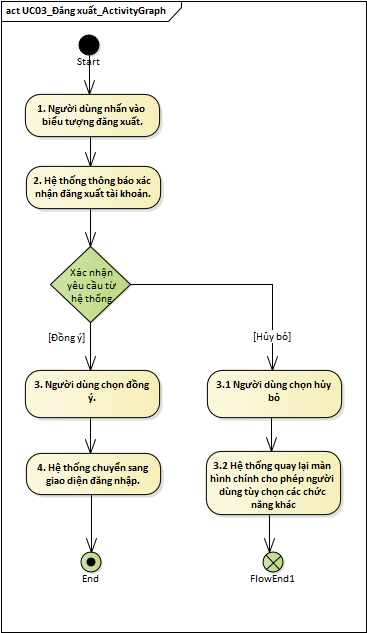 act UC03_Đăng xuất_ActivityGraph
Start
1. Người dùng nhấn vào
biểu tượng đăng xuất.
2. Hệ thống thông báo xác
nhận đăng xuất tài khoản.
Xác nhận
yêu cầu từ
hệ thống
[Đồng ý]
[Hủy bỏ]
3. Người dùng chọn đồng
ý.
3.1 Người dùng chọn hủy
bỏ
4. Hệ thống chuyển sang
giao diện đăng nhập.
3.2 Hệ thống quay lại màn
hình chính cho phép người
dùng tùy chọn các chức
năng khác
End
FlowEnd1